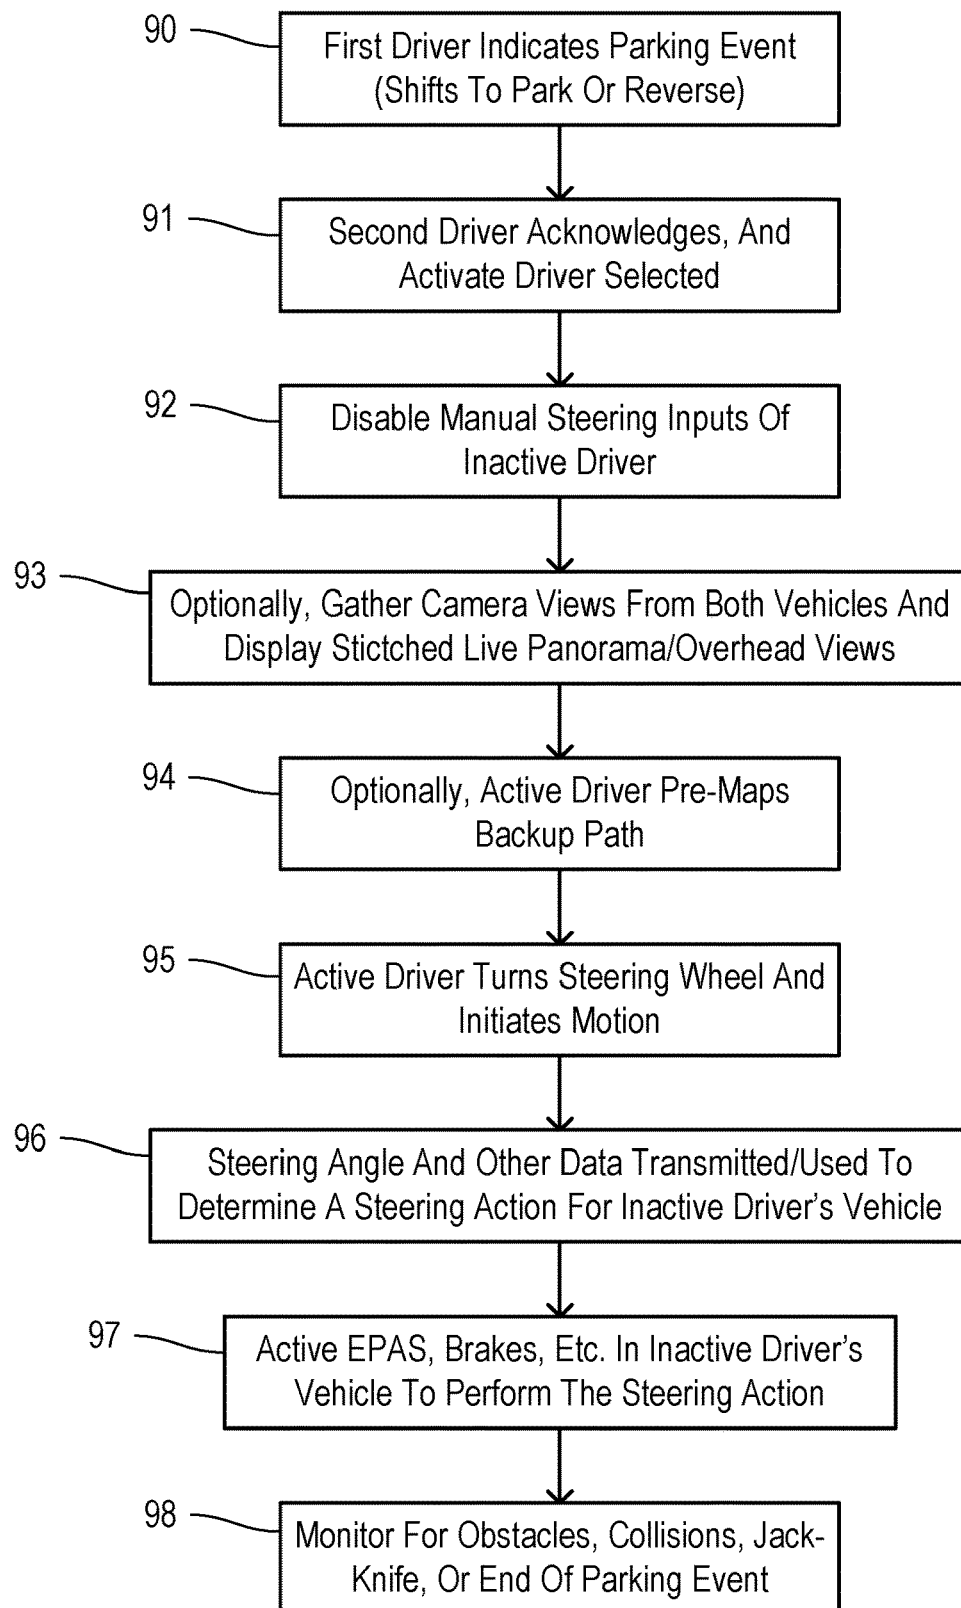 90
First Driver Indicates Parking Event
(Shifts To Park Or Reverse)
91
Second Driver Acknowledges, And
Activate Driver Selected
92
Disable Manual Steering Inputs Of
Inactive Driver
93
Optionally, Gather Camera Views From Both Vehicles And
Display Stictched Live Panorama/Overhead Views
94
Optionally, Active Driver Pre-Maps
Backup Path
95
Active Driver Turns Steering Wheel And
Initiates Motion
96
Steering Angle And Other Data Transmitted/Used To
Determine A Steering Action For Inactive Driver's Vehicle
97
Active EPAS, Brakes, Etc. In Inactive Driver's
Vehicle To Perform The Steering Action
98
Monitor For Obstacles, Collisions, Jack-
Knife, Or End Of Parking Event